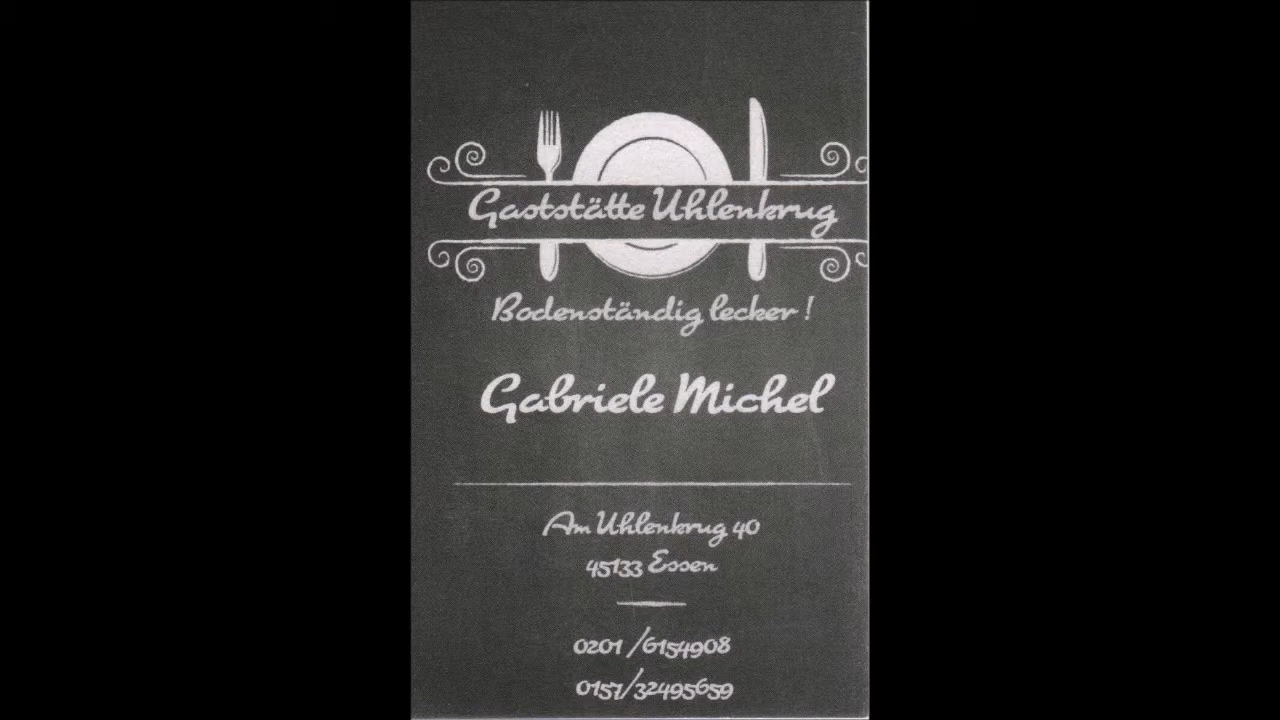 Gaststätte Uhlenkrug
Bodenständig lecker !
Gabriele Michel
Am Uhlenkrug 40
45133 Essen
0201 /6154908
0157/32495659